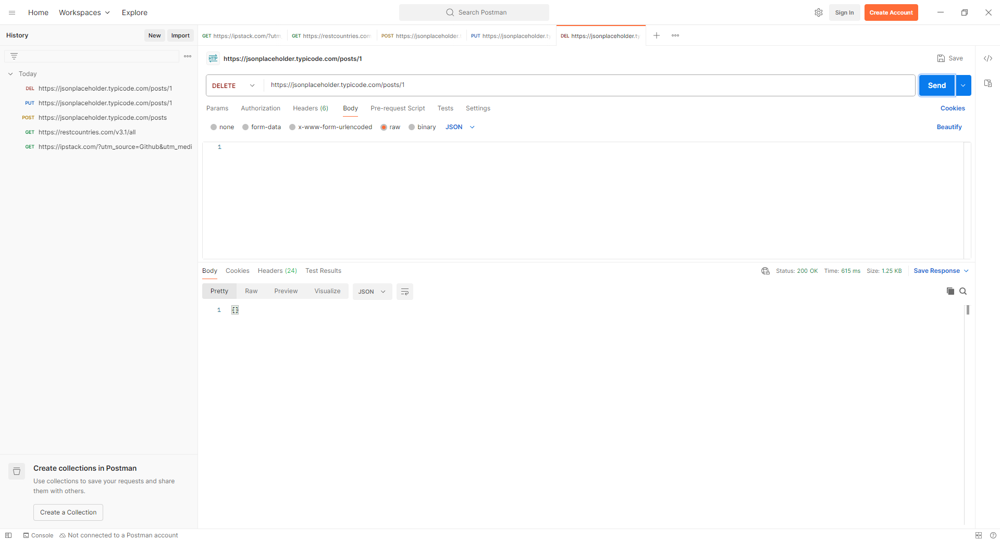 Home Workspaces Explore Search Postman Sign In Create Account
History New Import
GET https://ipstack.com/?utm GET https://restcountries.com POST https://jsonplaceholder.t PUT https://jsonplaceholder.ty DEL https://jsonplaceholder.ty
HTTP https://jsonplaceholder.typicode.com/posts/1 Save
Today
DEL https://jsonplaceholder.typicode.com/posts/1
PUT https://jsonplaceholder.typicode.com/posts/1
POST https://jsonplaceholder.typicode.com/posts
GET https://restcountries.com/v3.1/all
GET https://ipstack.com/?utm_source=Github&utm_medi
DELETE https://jsonplaceholder.typicode.com/posts/1 Send
Params Authorization Headers (6) Body Pre-request Script Tests Settings Cookies
none form-data x-www-form-urlencoded raw binary JSON Beautify
1
Body Cookies Headers (24) Test Results Status: 200 OK Time: 615 ms Size: 1.25 KB Save Response
Pretty Raw Preview Visualize JSON
1 {}
Create collections in Postman
Use collections to save your requests and share
them with others.
Create a Collection
Console Not connected to a Postman account